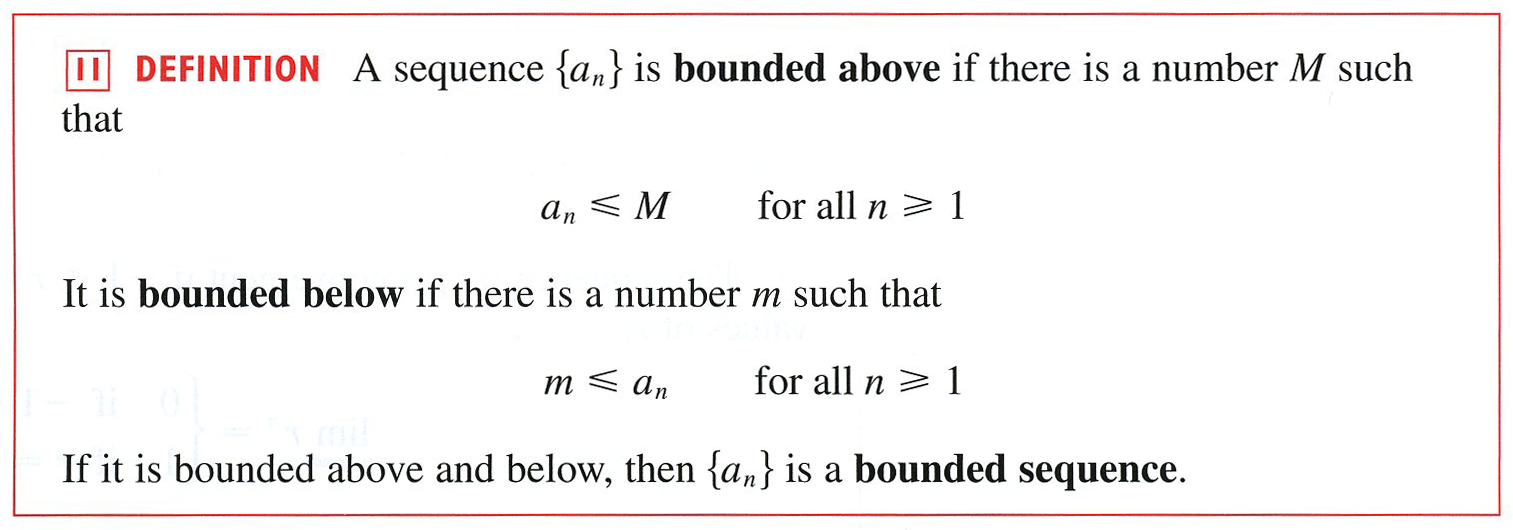 11 DEFINITION A sequence {aₙ} is bounded above if there is a number M such
that
aₙ ⩽ M for all n ⩾ 1
It is bounded below if there is a number m such that
m ⩽ aₙ for all n ⩾ 1
If it is bounded above and below, then {aₙ} is a bounded sequence.